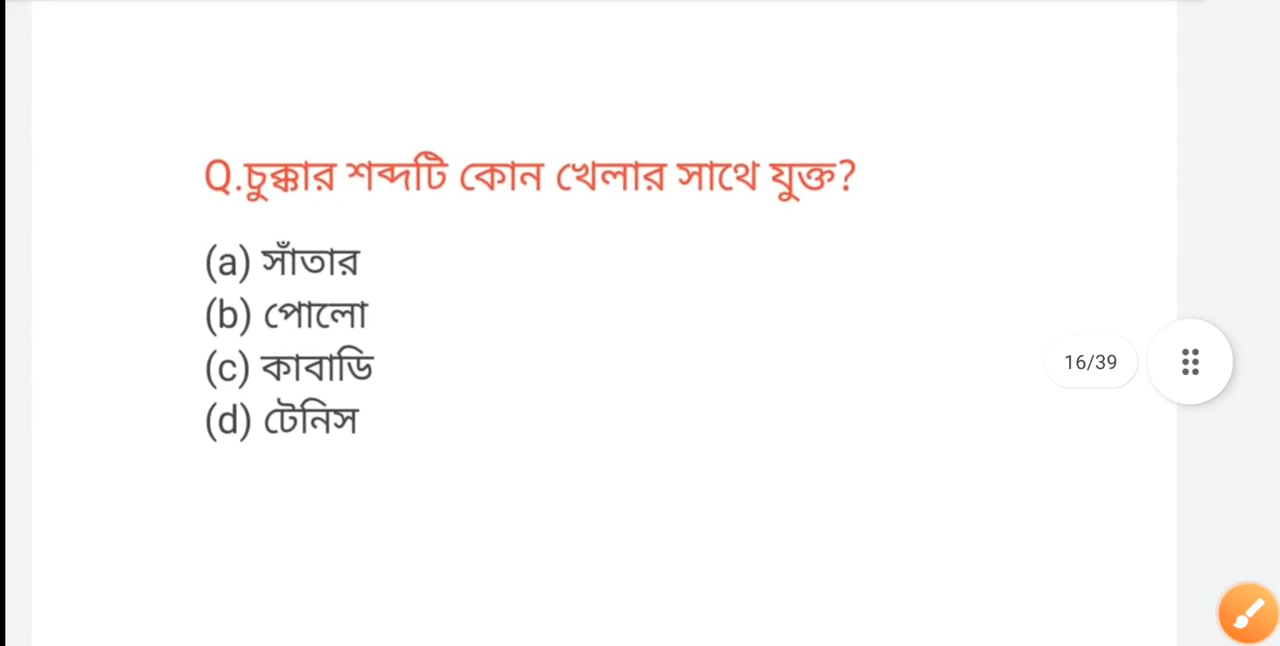 Q.চুক্কার শব্দটি কোন খেলার সাথে যুক্ত?
(a) সাঁতার
(b) পোলো
(c) কাবাডি
(d) টেনিস
16/39